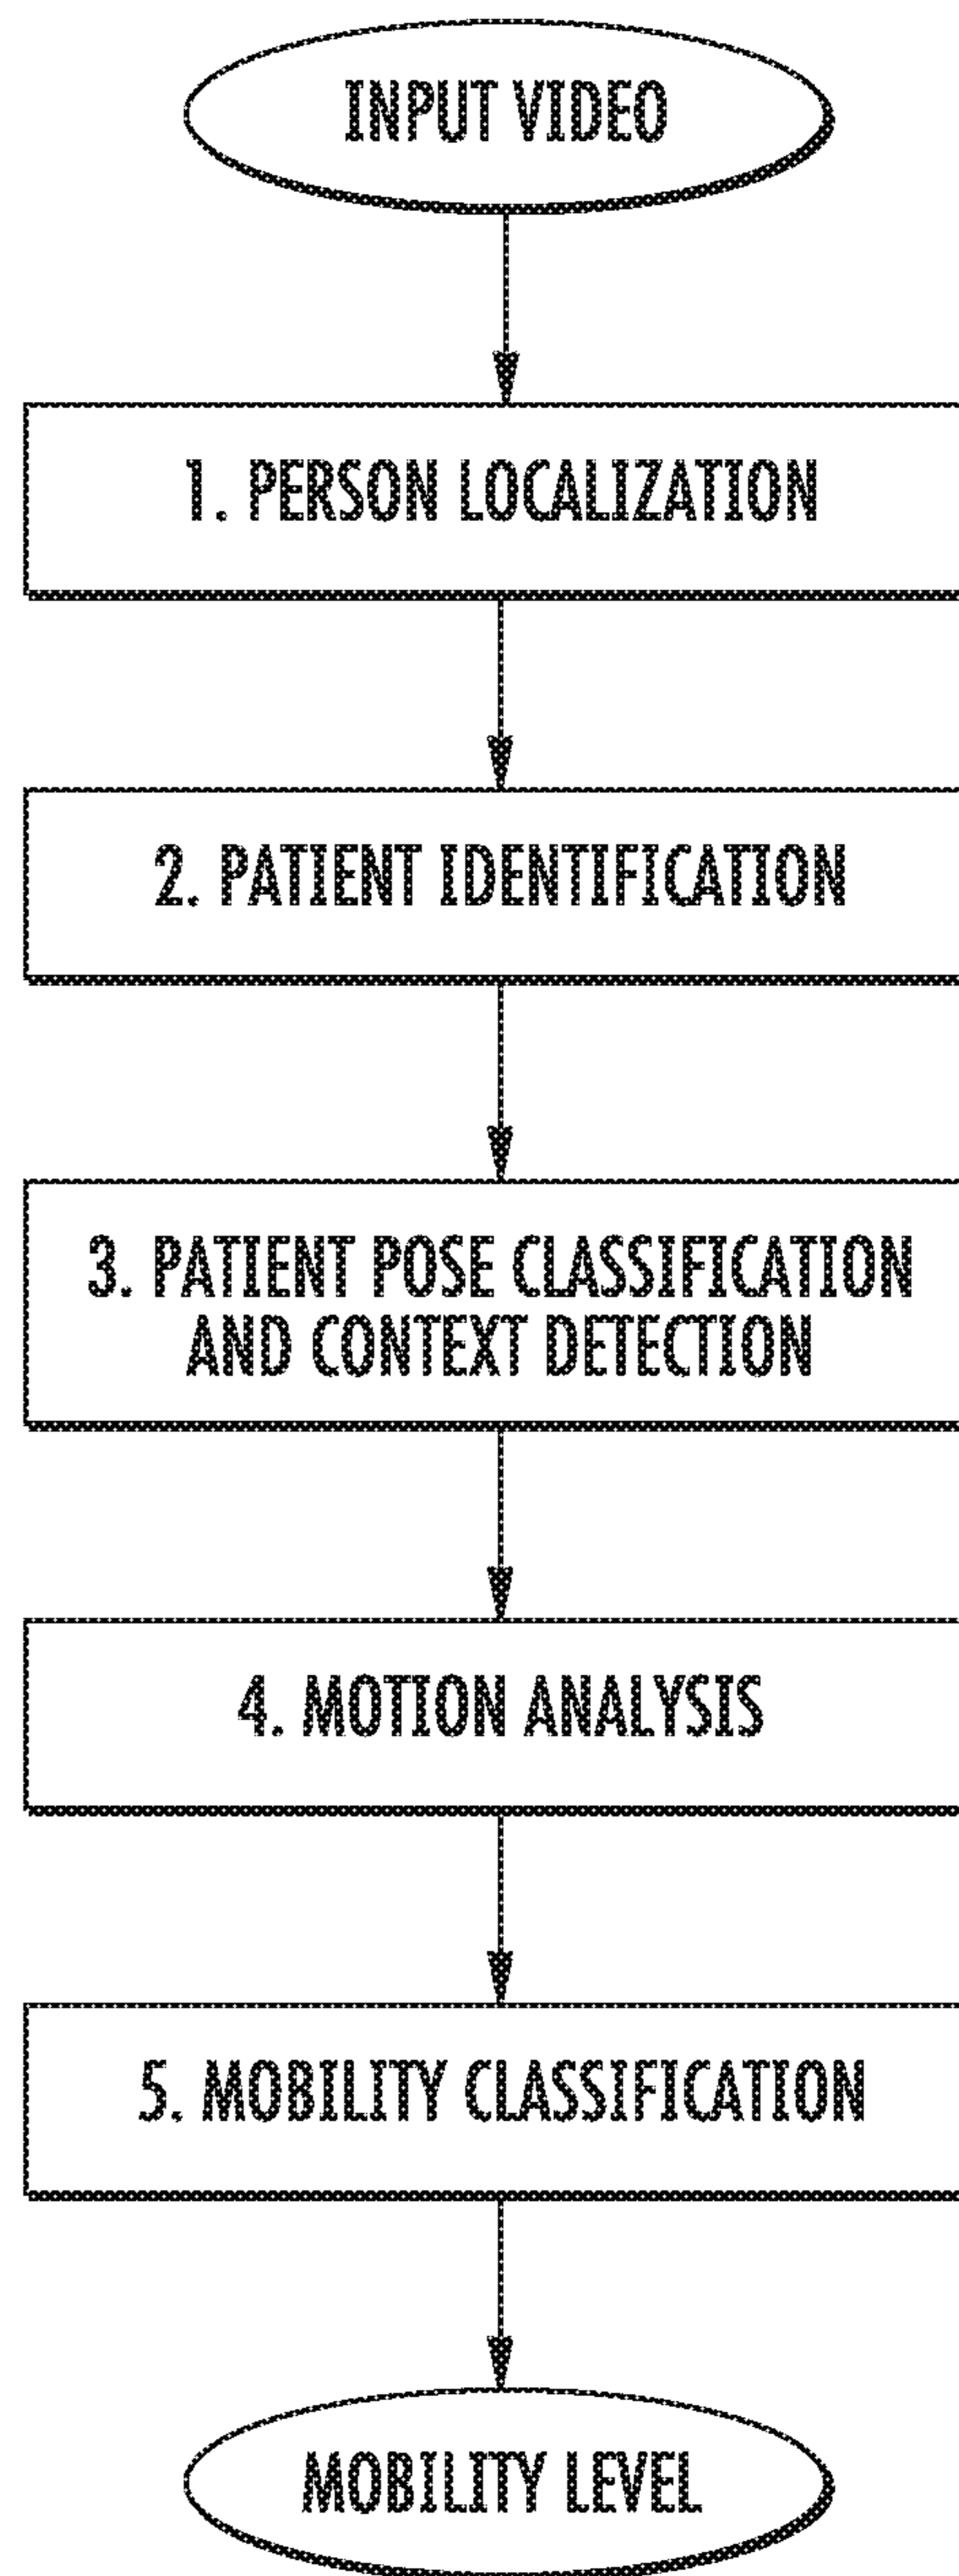 INPUT VIDEO
1. PERSON LOCALIZATION
2. PATIENT IDENTIFICATION
3. PATIENT POSE CLASSIFICATION
AND CONTEXT DETECTION
4. MOTION ANALYSIS
5. MOBILITY CLASSIFICATION
MOBILITY LEVEL